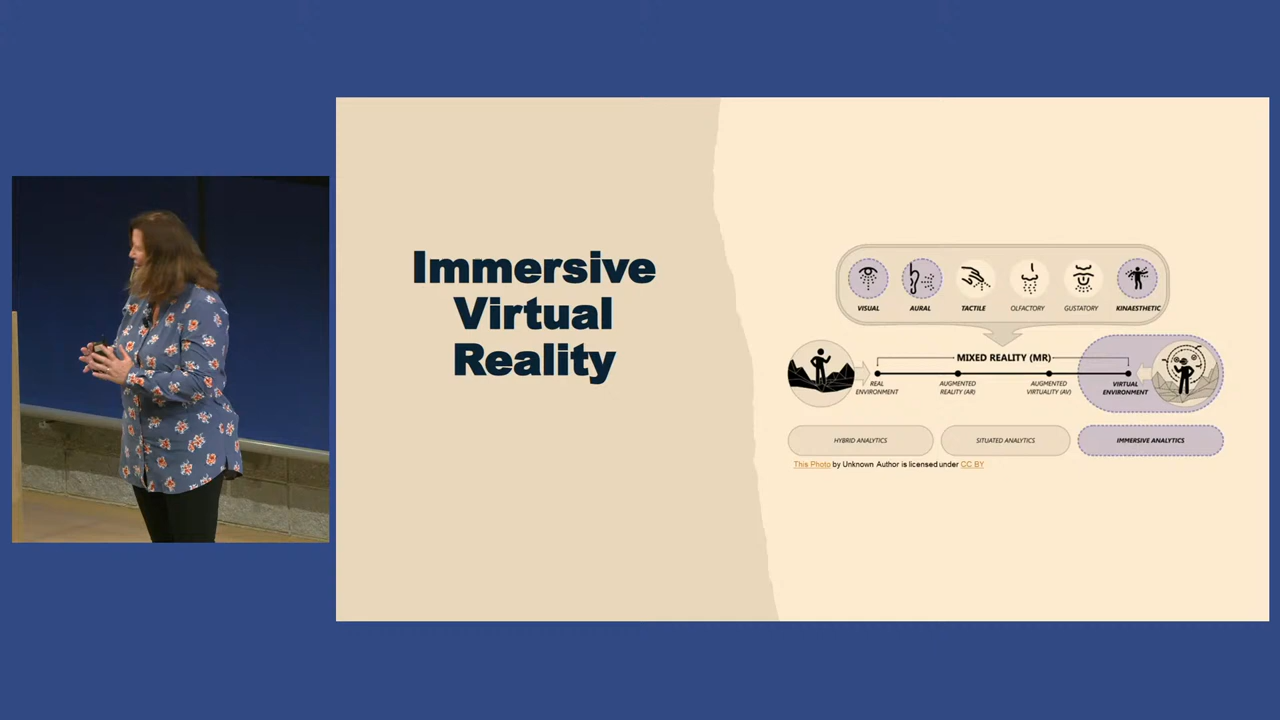 Immersive
Virtual
Reality
VISUAL AURAL TACTILE OLFACTORY GUSTATORY KINAESTHETIC
MIXED REALITY (MR)
REAL
ENVIRONMENT
AUGMENTED
REALITY (AR)
AUGMENTED
VIRTUALITY (AV)
VIRTUAL
ENVIRONMENT
HYBRID ANALYTICS SITUATED ANALYTICS IMMERSIVE ANALYTICS
This Photo by Unknown Author is licensed under CC BY